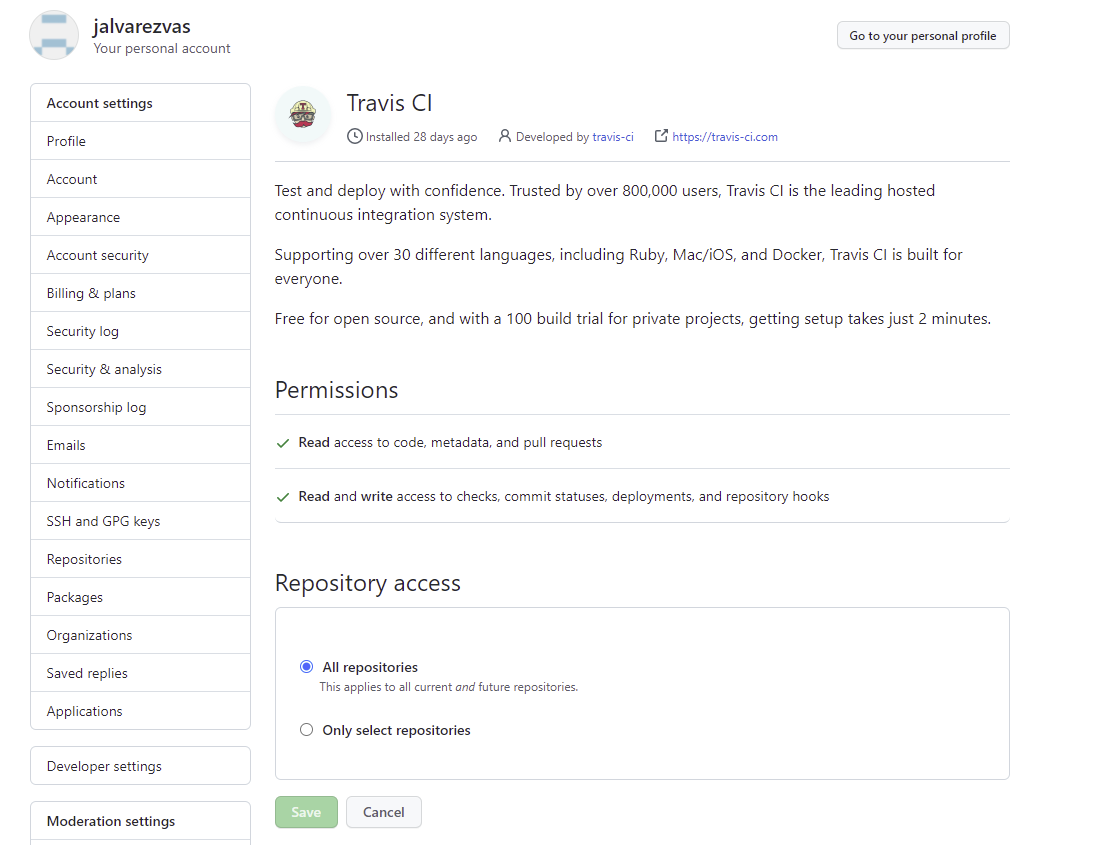 jalvarezvas
Your personal account
Go to your personal profile
Account settings
Profile
Account
Appearance
Account security
Billing & plans
Security log
Security & analysis
Sponsorship log
Emails
Notifications
SSH and GPG keys
Repositories
Packages
Organizations
Saved replies
Applications
Developer settings
Moderation settings
Travis CI
Installed 28 days ago Developed by travis-ci https://travis-ci.com
Test and deploy with confidence. Trusted by over 800,000 users, Travis CI is the leading hosted
continuous integration system.
Supporting over 30 different languages, including Ruby, Mac/iOS, and Docker, Travis CI is built for
everyone.
Free for open source, and with a 100 build trial for private projects, getting setup takes just 2 minutes.
Permissions
Read access to code, metadata, and pull requests
Read and write access to checks, commit statuses, deployments, and repository hooks
Repository access
All repositories
This applies to all current and future repositories.
Only select repositories
Save Cancel